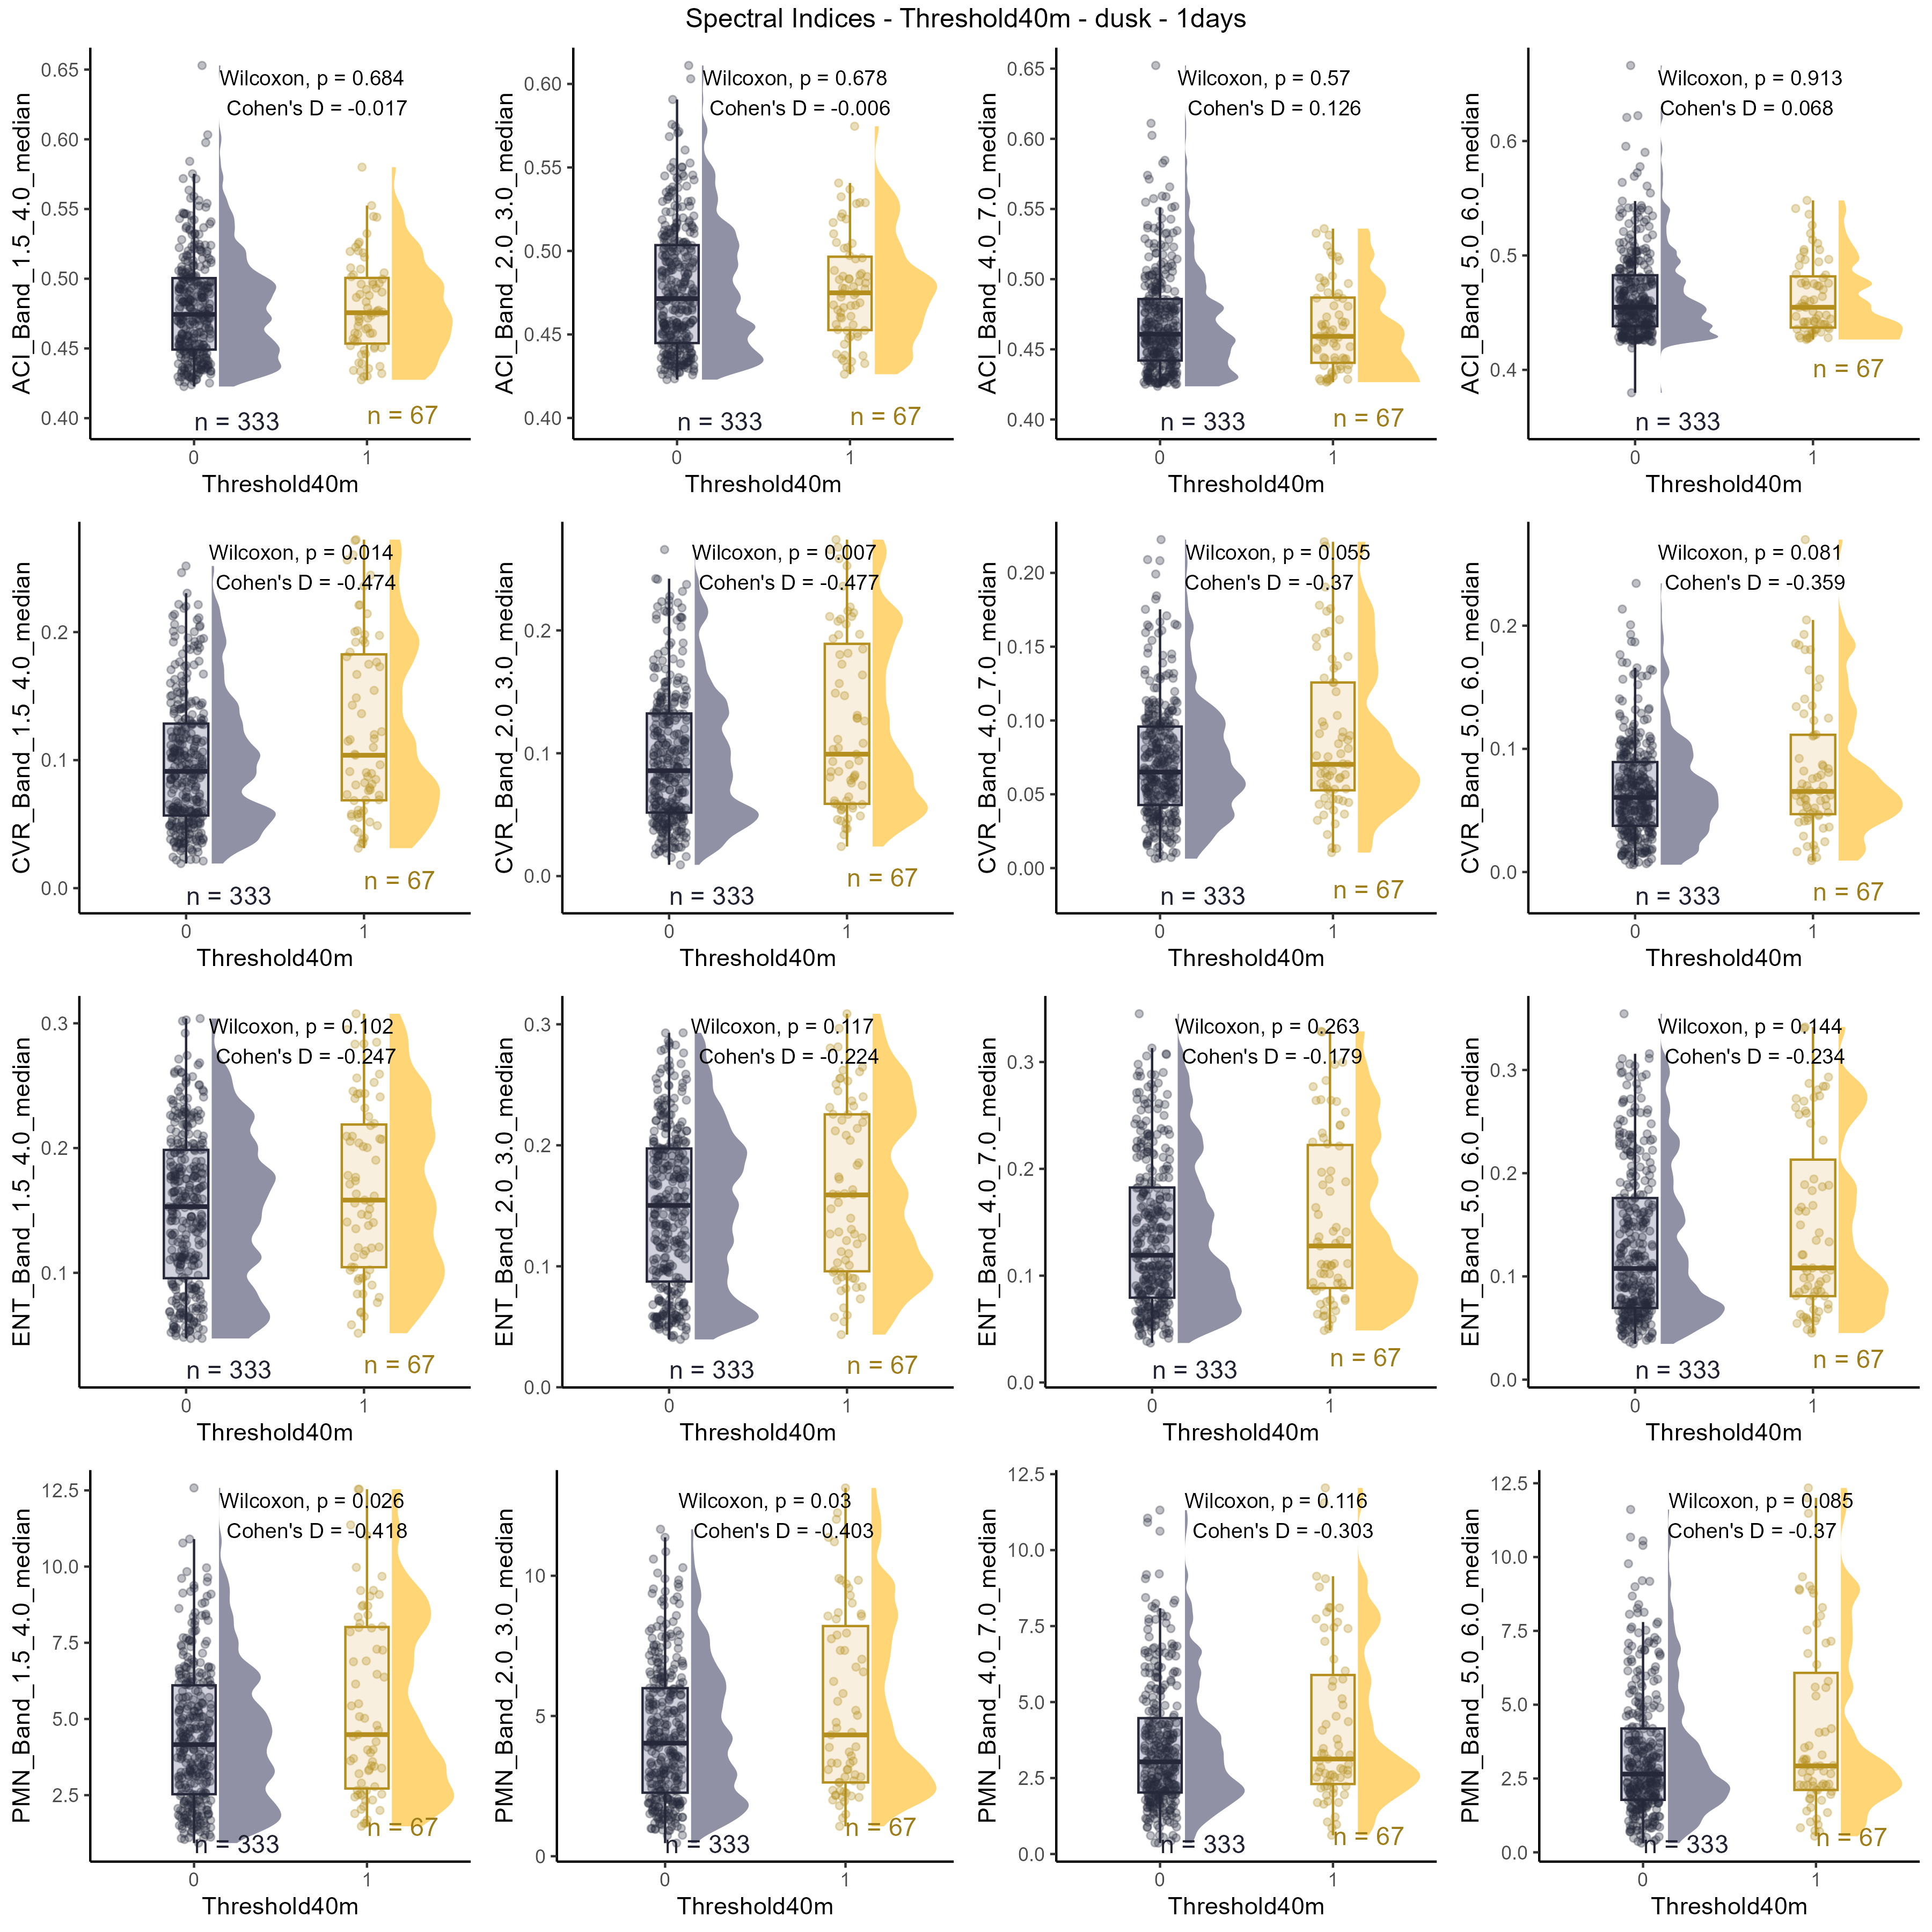 Spectral Indices - Threshold40m - dusk - 1days
ACI_Band_1.5_4.0_median
0.65
0.60
0.55
0.50
0.45
0.40
Wilcoxon, p = 0.684
Cohen's D = -0.017
n = 333
n = 67
0
1
Threshold40m
ACI_Band_2.0_3.0_median
0.60
0.55
0.50
0.45
0.40
Wilcoxon, p = 0.678
Cohen's D = -0.006
n = 333
n = 67
0
1
Threshold40m
ACI_Band_4.0_7.0_median
0.65
0.60
0.55
0.50
0.45
0.40
Wilcoxon, p = 0.57
Cohen's D = 0.126
n = 333
n = 67
0
1
Threshold40m
ACI_Band_5.0_6.0_median
0.6
0.5
0.4
Wilcoxon, p = 0.913
Cohen's D = 0.068
n = 333
n = 67
0
1
Threshold40m
CVR_Band_1.5_4.0_median
0.2
0.1
0.0
Wilcoxon, p = 0.014
Cohen's D = -0.474
n = 333
n = 67
0
1
Threshold40m
CVR_Band_2.0_3.0_median
0.2
0.1
0.0
Wilcoxon, p = 0.007
Cohen's D = -0.477
n = 333
n = 67
0
1
Threshold40m
CVR_Band_4.0_7.0_median
0.20
0.15
0.10
0.05
0.00
Wilcoxon, p = 0.055
Cohen's D = -0.37
n = 333
n = 67
0
1
Threshold40m
CVR_Band_5.0_6.0_median
0.2
0.1
0.0
Wilcoxon, p = 0.081
Cohen's D = -0.359
n = 333
n = 67
0
1
Threshold40m
ENT_Band_1.5_4.0_median
0.3
0.2
0.1
Wilcoxon, p = 0.102
Cohen's D = -0.247
n = 333
n = 67
0
1
Threshold40m
ENT_Band_2.0_3.0_median
0.3
0.2
0.1
0.0
Wilcoxon, p = 0.117
Cohen's D = -0.224
n = 333
n = 67
0
1
Threshold40m
ENT_Band_4.0_7.0_median
0.3
0.2
0.1
0.0
Wilcoxon, p = 0.263
Cohen's D = -0.179
n = 333
n = 67
0
1
Threshold40m
ENT_Band_5.0_6.0_median
0.3
0.2
0.1
0.0
Wilcoxon, p = 0.144
Cohen's D = -0.234
n = 333
n = 67
0
1
Threshold40m
PMN_Band_1.5_4.0_median
12.5
10.0
7.5
5.0
2.5
Wilcoxon, p = 0.026
Cohen's D = -0.418
n = 333
n = 67
0
1
Threshold40m
PMN_Band_2.0_3.0_median
10
5
0
Wilcoxon, p = 0.03
Cohen's D = -0.403
n = 333
n = 67
0
1
Threshold40m
PMN_Band_4.0_7.0_median
12.5
10.0
7.5
5.0
2.5
0.0
Wilcoxon, p = 0.116
Cohen's D = -0.303
n = 333
n = 67
0
1
Threshold40m
PMN_Band_5.0_6.0_median
12.5
10.0
7.5
5.0
2.5
0.0
Wilcoxon, p = 0.085
Cohen's D = -0.37
n = 333
n = 67
0
1
Threshold40m